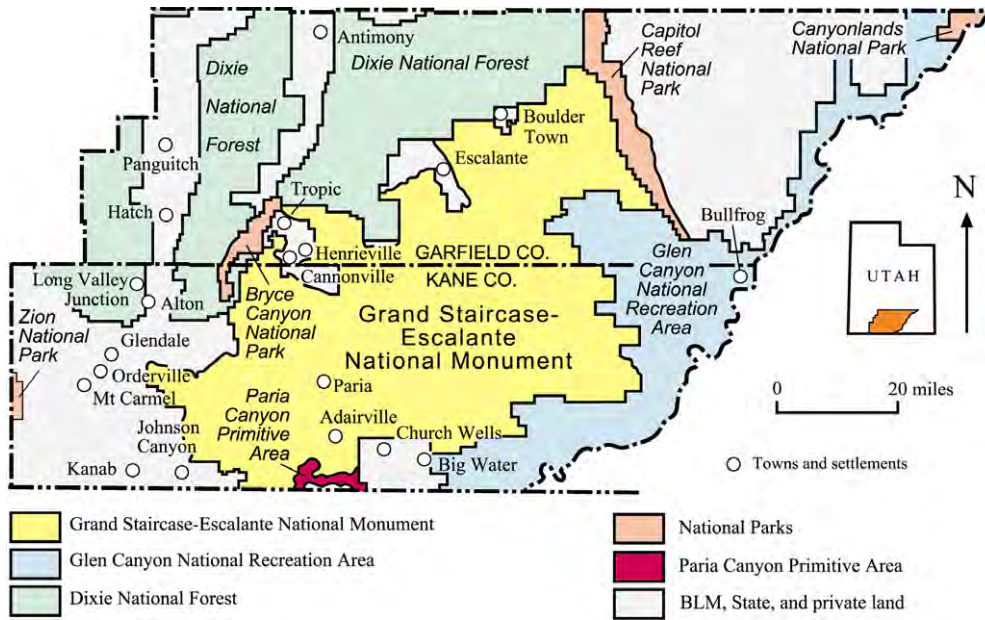 Antimony
Dixie National Forest
Capitol
Reef
National
Park
Canyonlands
National Park
Dixie
National
Forest
Boulder
Town
Panguitch
Escalante
Tropic
Hatch
Bullfrog
N
Henrieville
GARFIELD CO.
Glen
Canyon
National
Recreation
Area
Cannonville
KANE CO.
Long Valley
Junction
Alton
Bryce
Canyon
National
Park
UTAH
Zion
National
Park
Grand Staircase-
Escalante
National Monument
Glendale
Orderville
Mt Carmel
Paria
0 20 miles
Paria
Canyon
Primitive
Area
Adairville
Johnson
Canyon
Church Wells
Kanab
Big Water
Towns and settlements
Grand Staircase-Escalante National Monument
Glen Canyon National Recreation Area
Dixie National Forest
National Parks
Paria Canyon Primitive Area
BLM, State, and private land